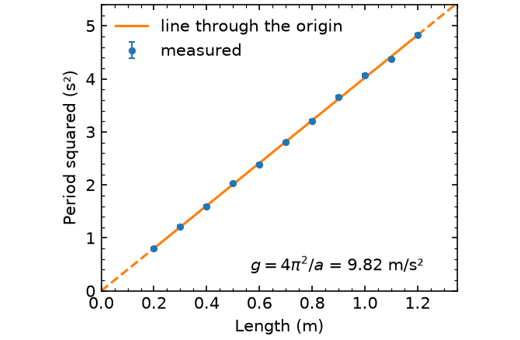 line through the origin
measured
g = 4π²/a = 9.82 m/s²
Period squared (s²)
5
4
3
2
1
0
0.0 0.2 0.4 0.6 0.8 1.0 1.2
Length (m)